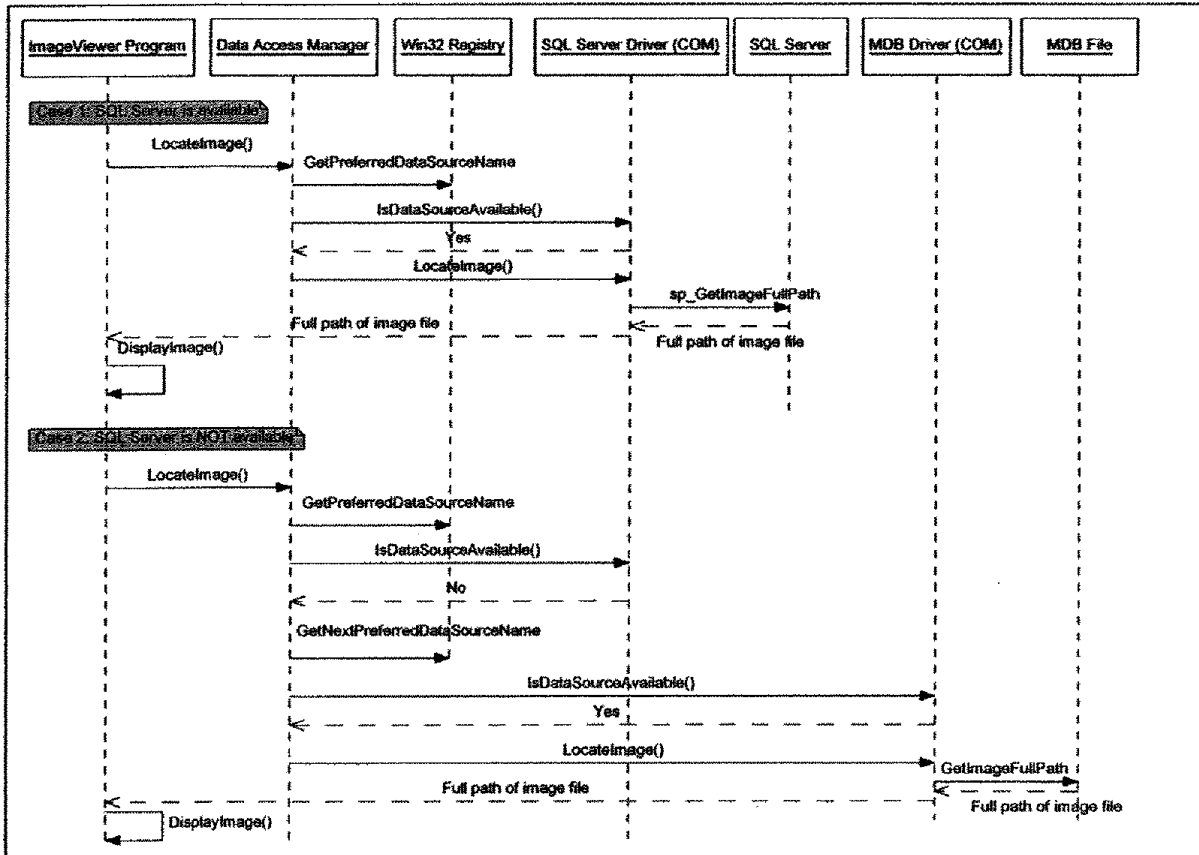 ImageViewer Program
Data Access Manager
Win32 Registry
SQL Server Driver (COM)
SQL Server
MDB Driver (COM)
MDB File
Case 1: SQL Server is available
LocateImage()
GetPreferredDataSourceName
IsDataSourceAvailable()
Yes
LocateImage()
sp_GetImageFullPath
Full path of image file
Full path of image file
DisplayImage()
Case 2: SQL Server is NOT available
LocateImage()
GetPreferredDataSourceName
IsDataSourceAvailable()
No
GetNextPreferredDataSourceName
IsDataSourceAvailable()
Yes
LocateImage()
GetImageFullPath
Full path of image file
Full path of image file
DisplayImage()